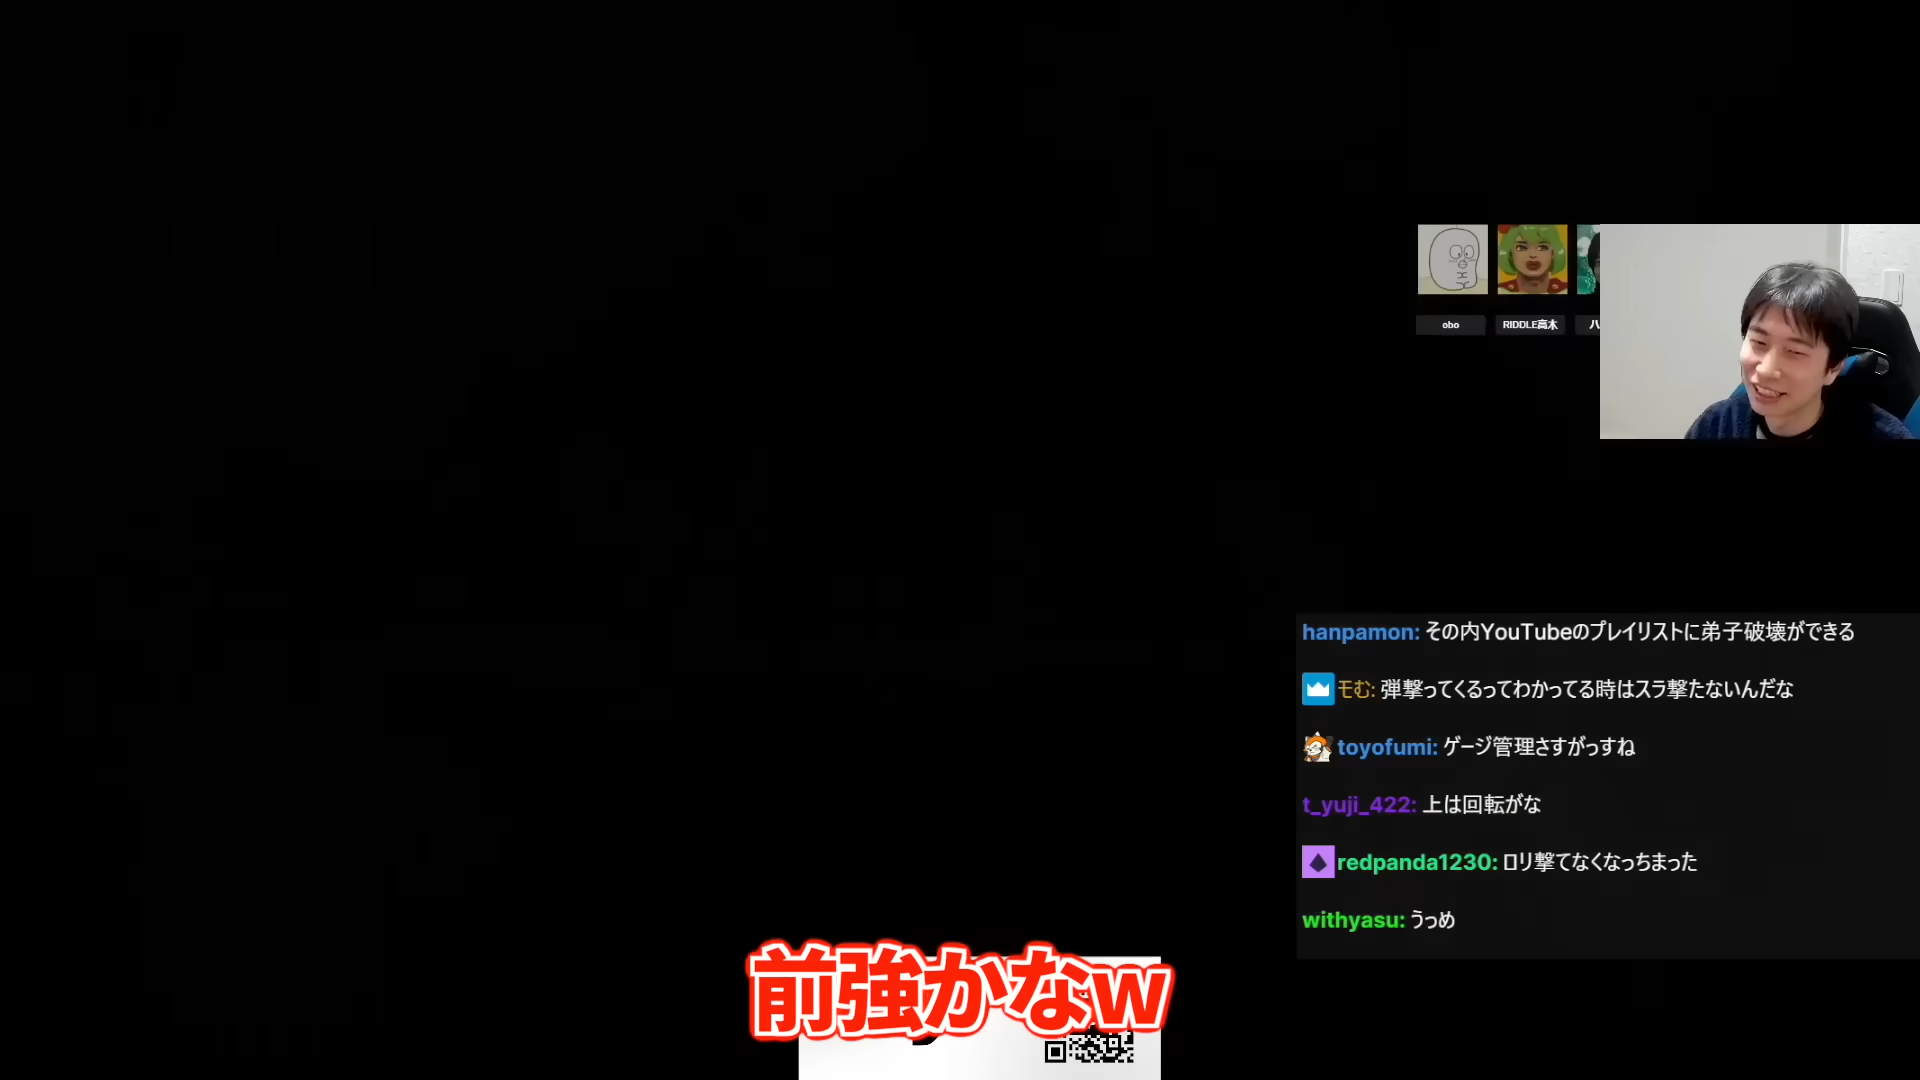 obo
RIDDLE高木
ハ
hanpamon: その内YouTubeのプレイリストに弟子破壊ができる
モむ: 弾撃ってくるってわかってる時はスラ撃たないんだな
toyofumi: ゲージ管理さすがっすね
t_yuji_422: 上は回転がな
redpanda1230: ロリ撃てなくなっちまった
withyasu: うっめ
前強かなw